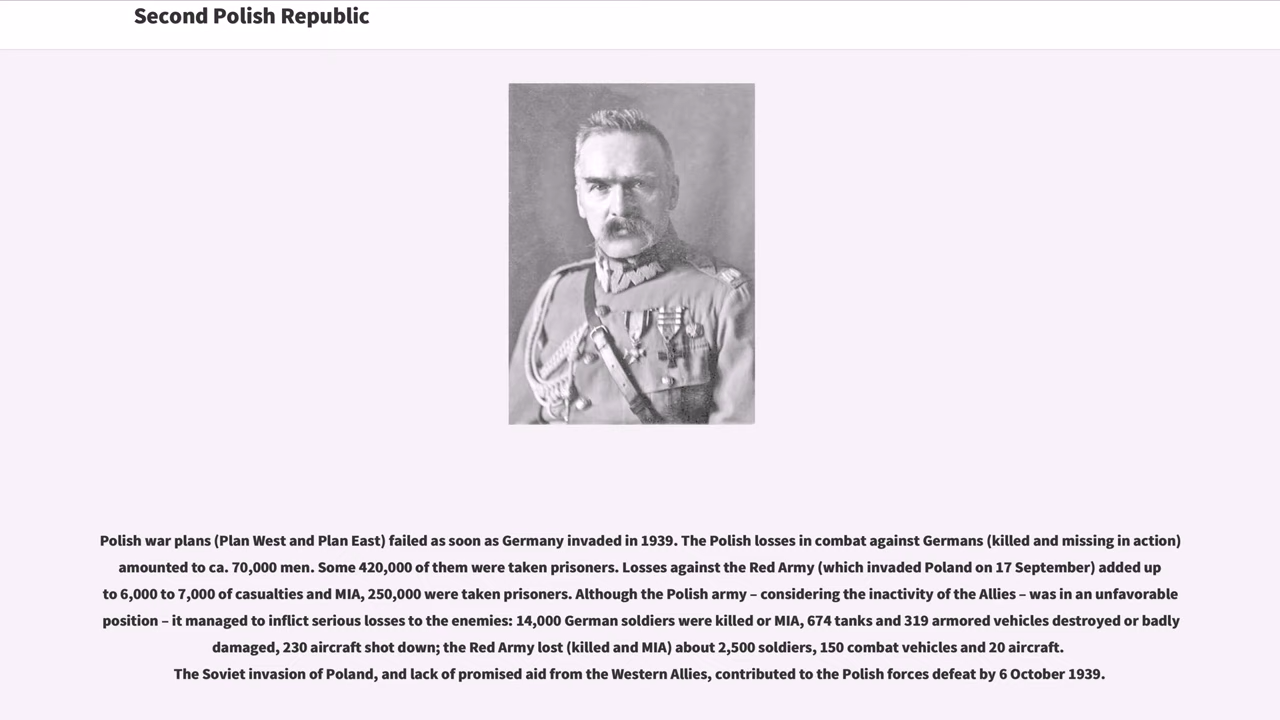 Second Polish Republic
Polish war plans (Plan West and Plan East) failed as soon as Germany invaded in 1939. The Polish losses in combat against Germans (killed and missing in action)
amounted to ca. 70,000 men. Some 420,000 of them were taken prisoners. Losses against the Red Army (which invaded Poland on 17 September) added up
to 6,000 to 7,000 of casualties and MIA, 250,000 were taken prisoners. Although the Polish army – considering the inactivity of the Allies – was in an unfavorable
position – it managed to inflict serious losses to the enemies: 14,000 German soldiers were killed or MIA, 674 tanks and 319 armored vehicles destroyed or badly
damaged, 230 aircraft shot down; the Red Army lost (killed and MIA) about 2,500 soldiers, 150 combat vehicles and 20 aircraft.
The Soviet invasion of Poland, and lack of promised aid from the Western Allies, contributed to the Polish forces defeat by 6 October 1939.